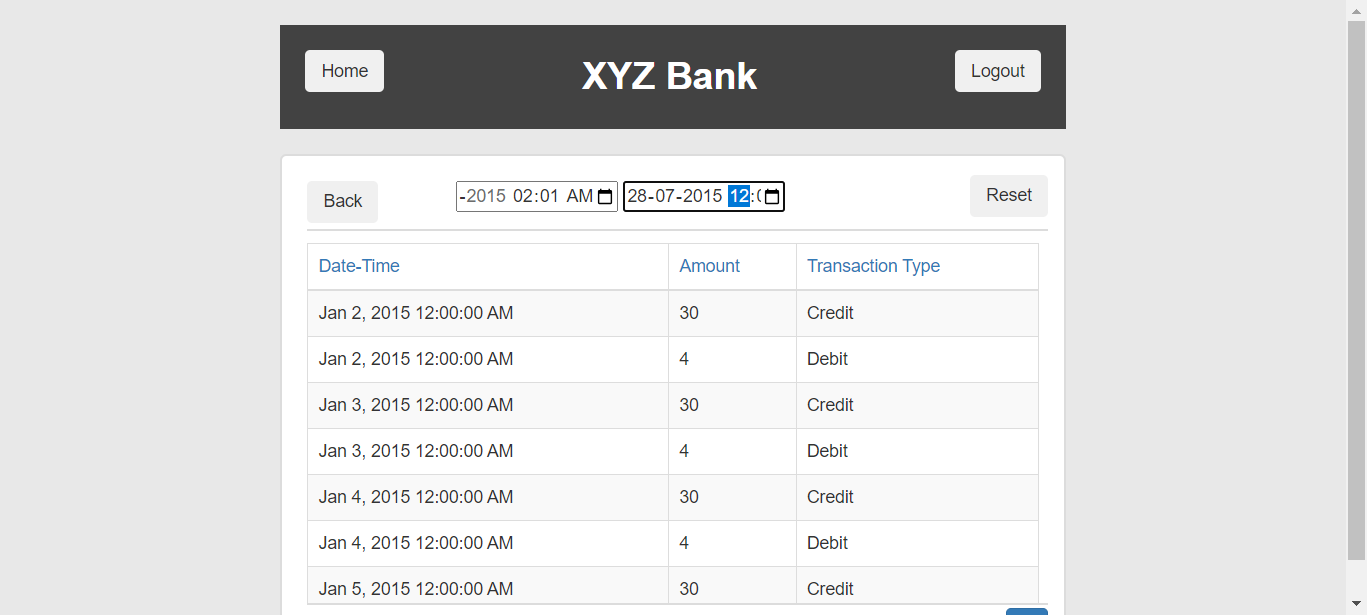 Home XYZ Bank Logout
Back -2015 02:01 AM 28-07-2015 12: Reset
Date-Time Amount Transaction Type
Jan 2, 2015 12:00:00 AM 30 Credit
Jan 2, 2015 12:00:00 AM 4 Debit
Jan 3, 2015 12:00:00 AM 30 Credit
Jan 3, 2015 12:00:00 AM 4 Debit
Jan 4, 2015 12:00:00 AM 30 Credit
Jan 4, 2015 12:00:00 AM 4 Debit
Jan 5, 2015 12:00:00 AM 30 Credit